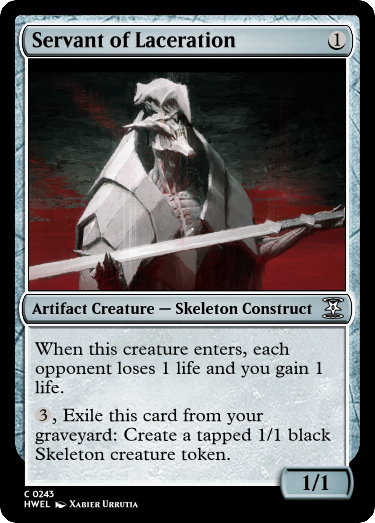 Servant of Laceration 1
Artifact Creature — Skeleton Construct
When this creature enters, each
opponent loses 1 life and you gain 1
life.
3, Exile this card from your
graveyard: Create a tapped 1/1 black
Skeleton creature token.
1/1
C 0243
HWEL Xabier Urrutia